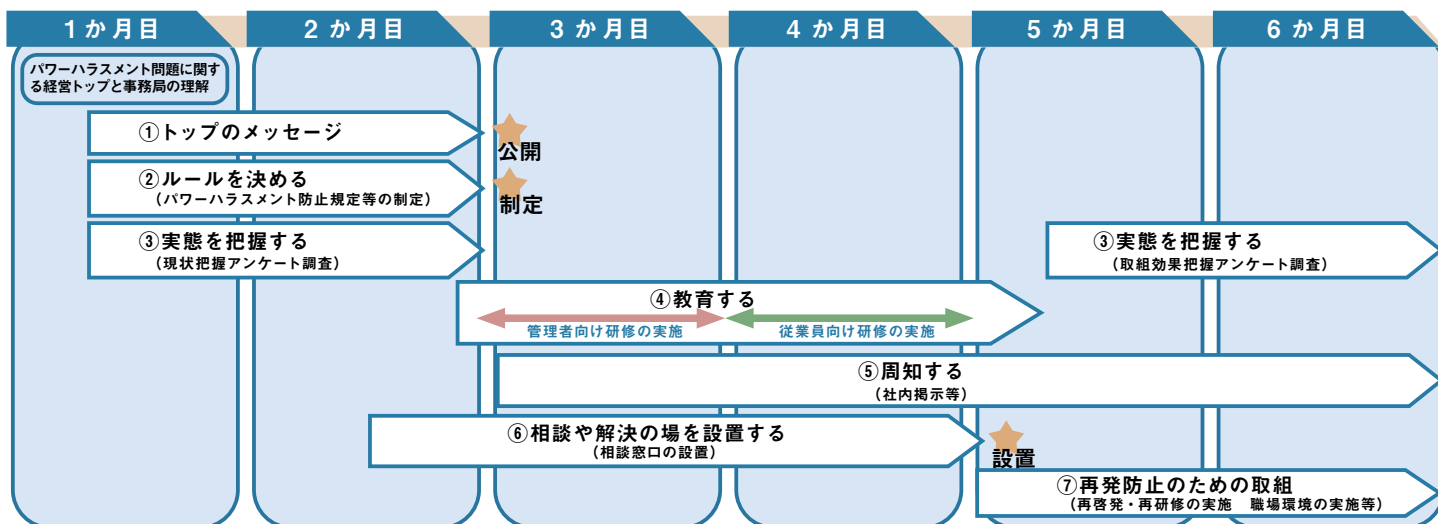 1か月目
2か月目
3か月目
4か月目
5か月目
6か月目
パワーハラスメント問題に関す
る経営トップと事務局の理解
①トップのメッセージ
公開
②ルールを決める
（パワーハラスメント防止規定等の制定）
制定
③実態を把握する
（現状把握アンケート調査）
③実態を把握する
（取組効果把握アンケート調査）
④教育する
管理者向け研修の実施
従業員向け研修の実施
⑤周知する
（社内掲示等）
⑥相談や解決の場を設置する
（相談窓口の設置）
設置
⑦再発防止のための取組
（再啓発・再研修の実施　職場環境の実施等）